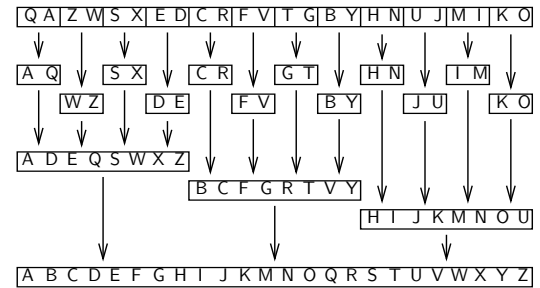 Q A Z W S X E D C R F V T G B Y H N U J M I K O
A Q S X C R G T H N I M
W Z D E F V B Y J U K O
A D E Q S W X Z
B C F G R T V Y
H I J K M N O U
A B C D E F G H I J K M N O Q R S T U V W X Y Z